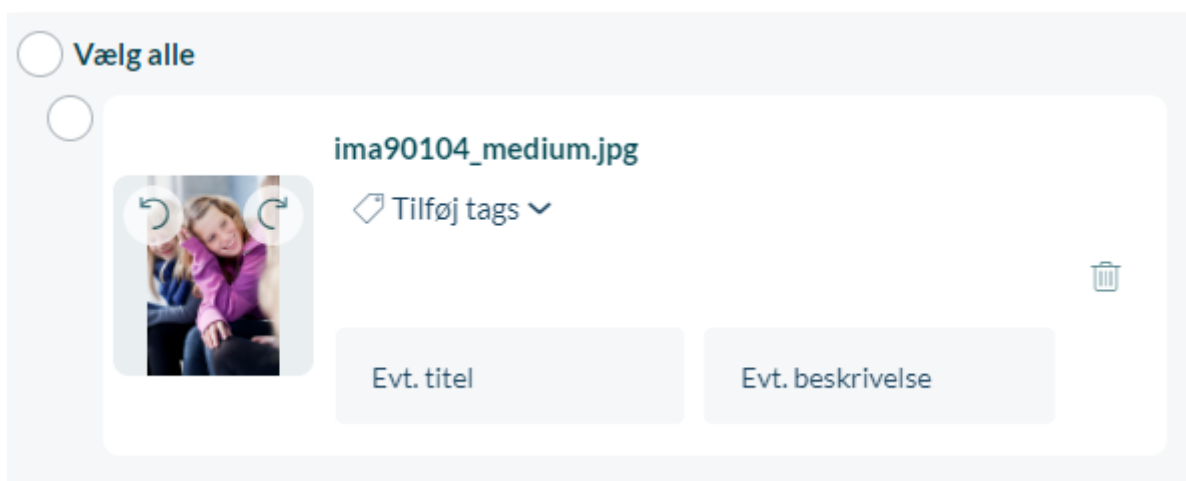 Vælg alle
ima90104_medium.jpg
Tilføj tags
Evt. titel
Evt. beskrivelse